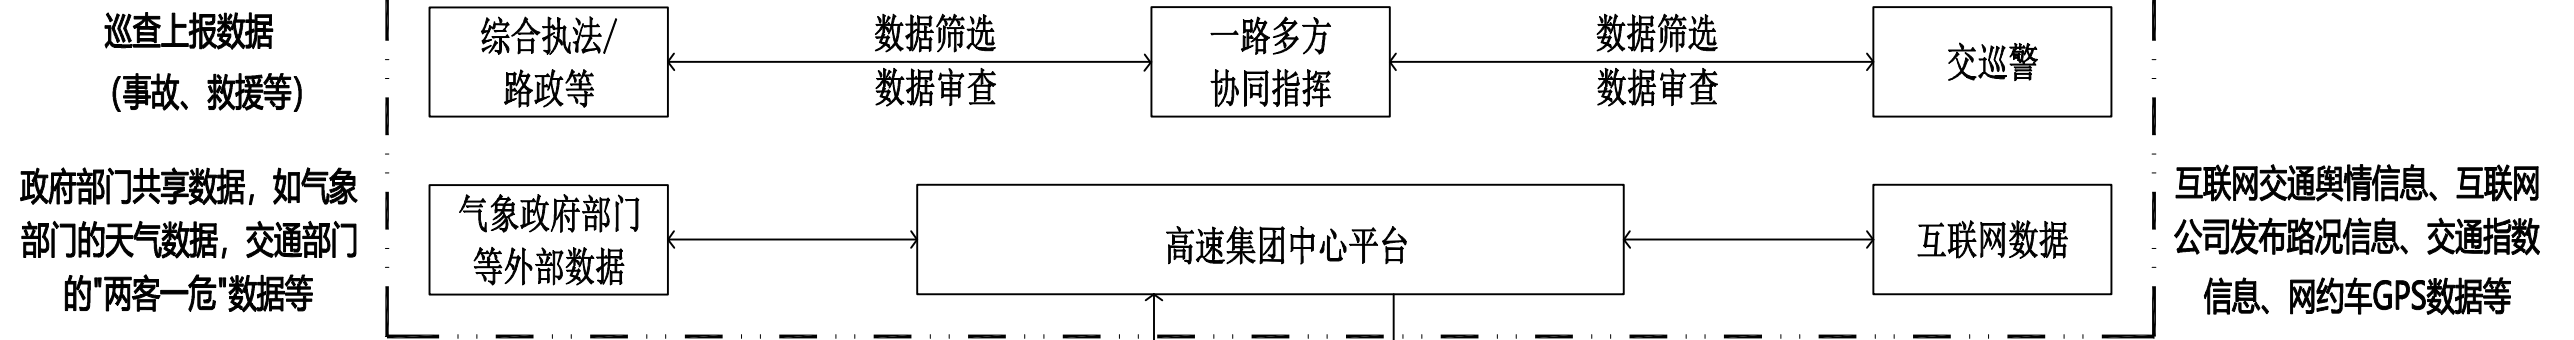 巡查上报数据
（事故、救援等）
综合执法/
路政等
数据筛选
数据审查
一路多方
协同指挥
数据筛选
数据审查
交巡警
政府部门共享数据，如气象
部门的天气数据，交通部门
的"两客一危"数据等
气象政府部门
等外部数据
高速集团中心平台
互联网数据
互联网交通舆情信息、互联网
公司发布路况信息、交通指数
信息、网约车GPS数据等